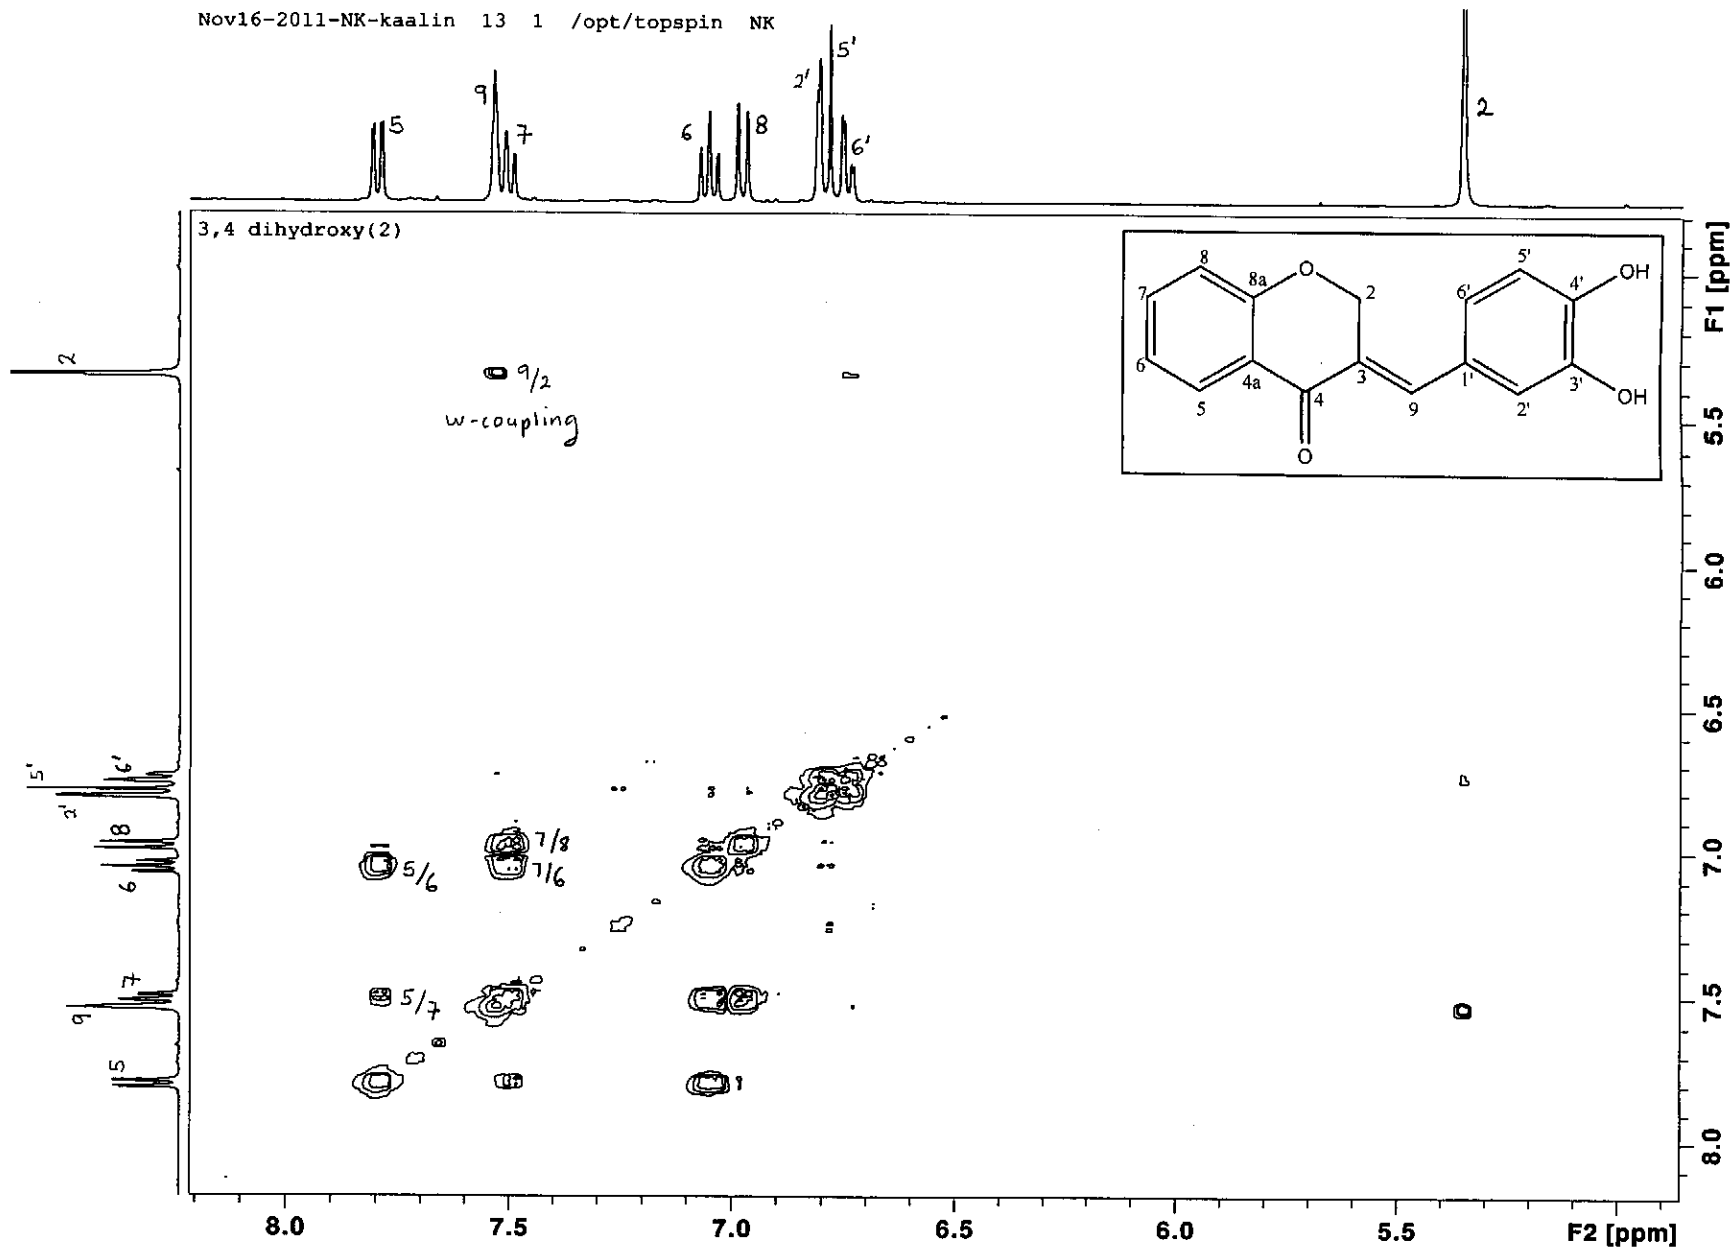 Nov16-2011-NK-kaalin 13 1 /opt/topspin NK
5 9 7 6 8 2' 5' 6' 2
3,4 dihydroxy(2)
8 8a O 2 7 6 5 4a 4 O 3 9 6' 5' 4' OH 1' 2' 3' OH
2
9/2
w-coupling
5' 6'
2'
8
6
7/8
5/6 7/6
7
9
5/7
5
F1 [ppm]
5.5
6.0
6.5
7.0
7.5
8.0
8.0 7.5 7.0 6.5 6.0 5.5 F2 [ppm]